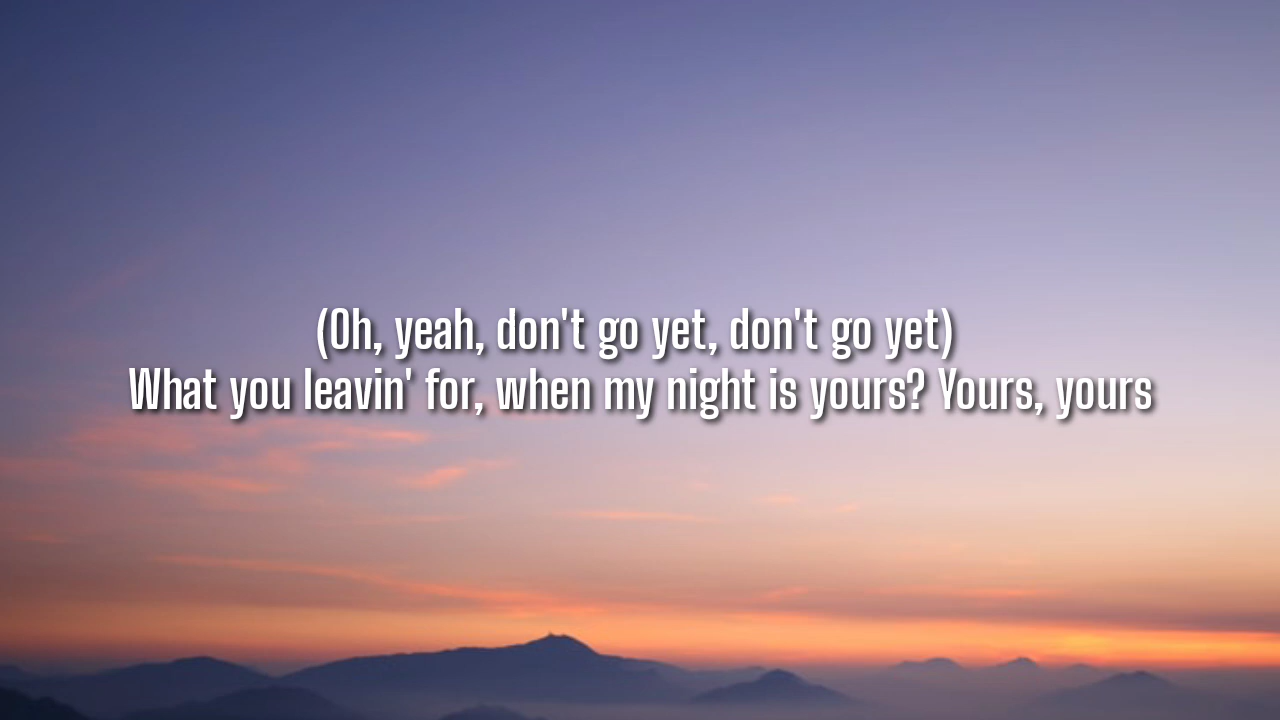 (Oh, yeah, don't go yet, don't go yet)
What you leavin' for, when my night is yours? Yours, yours